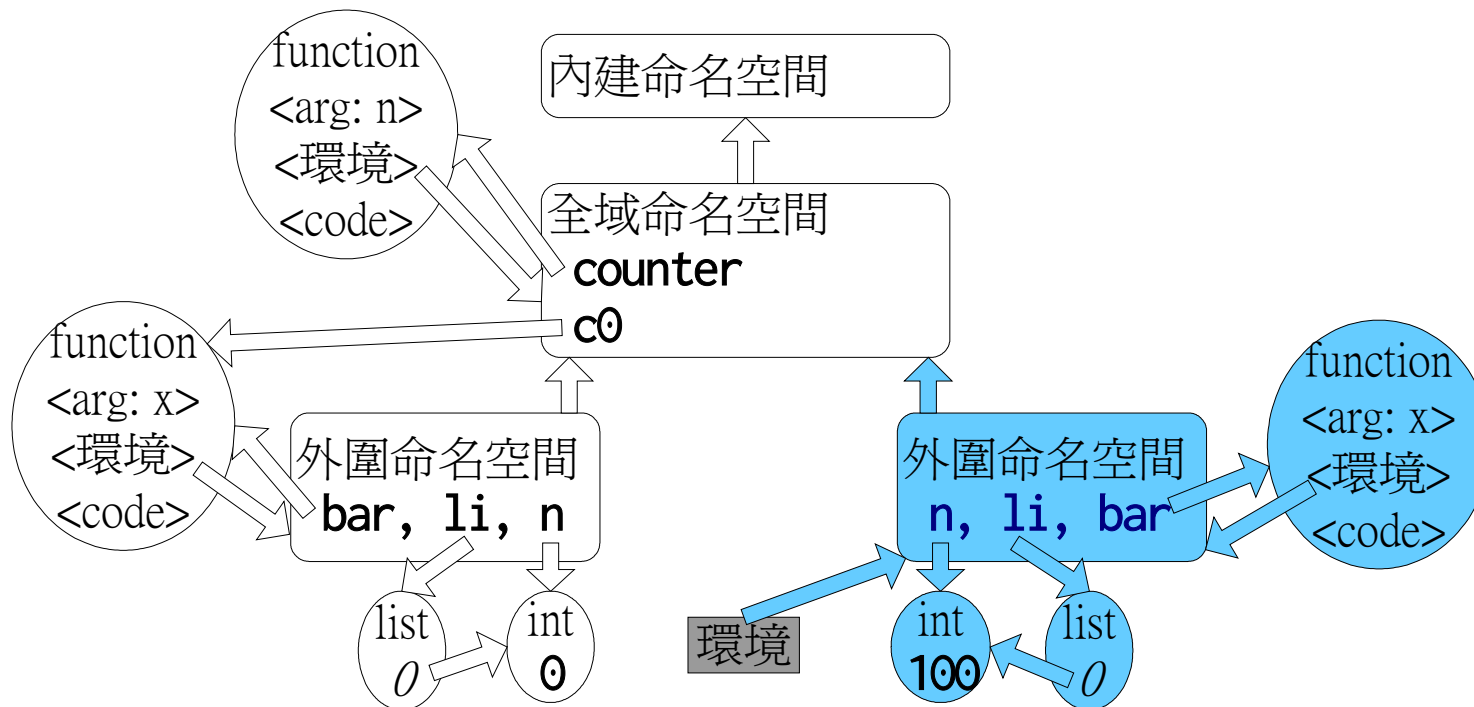 function
<arg: n>
<環境>
<code>
內建命名空間
全域命名空間
counter
c0
function
<arg: x>
<環境>
<code>
外圍命名空間
bar, li, n
list
0
int
0
外圍命名空間
n, li, bar
function
<arg: x>
<環境>
<code>
環境
int
100
list
0